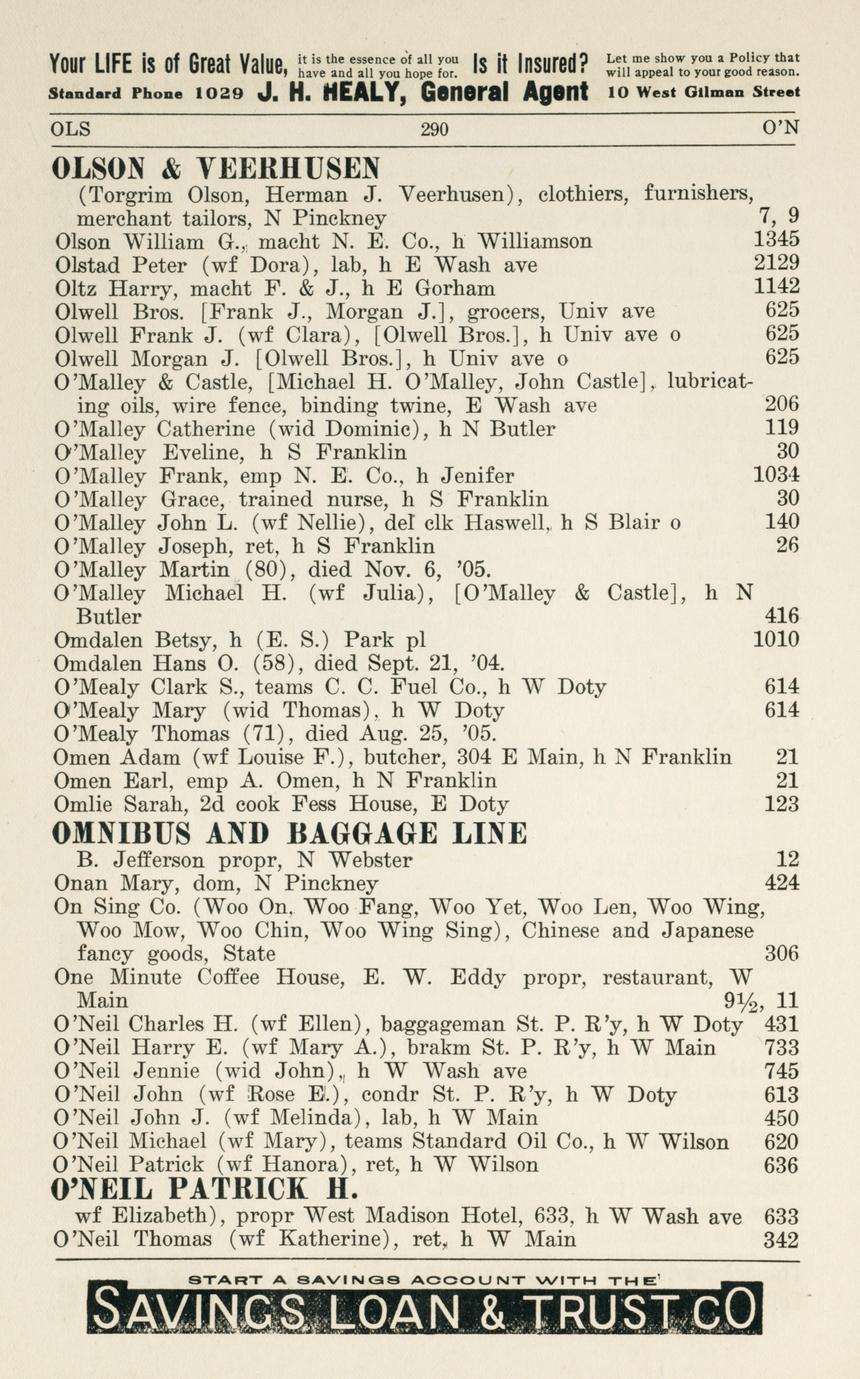 Your LIFE is of Great Value, it is the essence of all you have and all you hope for. Is it Insured? Let me show you a Policy that will appeal to your good reason.
Standard Phone 1029 J. H. HEALY, General Agent 10 West Gilman Street
OLS 290 O'N
OLSON & VEERHUSEN
(Torgrim Olson, Herman J. Veerhusen), clothiers, furnishers,
merchant tailors, N Pinckney 7, 9
Olson William G., macht N. E. Co., h Williamson 1345
Olstad Peter (wf Dora), lab, h E Wash ave 2129
Oltz Harry, macht F. & J., h E Gorham 1142
Olwell Bros. [Frank J., Morgan J.], grocers, Univ ave 625
Olwell Frank J. (wf Clara), [Olwell Bros.], h Univ ave o 625
Olwell Morgan J. [Olwell Bros.], h Univ ave o 625
O'Malley & Castle, [Michael H. O'Malley, John Castle], lubricat-
ing oils, wire fence, binding twine, E Wash ave 206
O'Malley Catherine (wid Dominic), h N Butler 119
O'Malley Eveline, h S Franklin 30
O'Malley Frank, emp N. E. Co., h Jenifer 1034
O'Malley Grace, trained nurse, h S Franklin 30
O'Malley John L. (wf Nellie), del clk Haswell, h S Blair o 140
O'Malley Joseph, ret, h S Franklin 26
O'Malley Martin (80), died Nov. 6, '05.
O'Malley Michael H. (wf Julia), [O'Malley & Castle], h N
Butler 416
Omdalen Betsy, h (E. S.) Park pl 1010
Omdalen Hans O. (58), died Sept. 21, '04.
O'Mealy Clark S., teams C. C. Fuel Co., h W Doty 614
O'Mealy Mary (wid Thomas), h W Doty 614
O'Mealy Thomas (71), died Aug. 25, '05.
Omen Adam (wf Louise F.), butcher, 304 E Main, h N Franklin 21
Omen Earl, emp A. Omen, h N Franklin 21
Omlie Sarah, 2d cook Fess House, E Doty 123
OMNIBUS AND BAGGAGE LINE
B. Jefferson propr, N Webster 12
Onan Mary, dom, N Pinckney 424
On Sing Co. (Woo On, Woo Fang, Woo Yet, Woo Len, Woo Wing,
Woo Mow, Woo Chin, Woo Wing Sing), Chinese and Japanese
fancy goods, State 306
One Minute Coffee House, E. W. Eddy propr, restaurant, W
Main 9½, 11
O'Neil Charles H. (wf Ellen), baggageman St. P. R'y, h W Doty 431
O'Neil Harry E. (wf Mary A.), brakm St. P. R'y, h W Main 733
O'Neil Jennie (wid John), h W Wash ave 745
O'Neil John (wf Rose E.), condr St. P. R'y, h W Doty 613
O'Neil John J. (wf Melinda), lab, h W Main 450
O'Neil Michael (wf Mary), teams Standard Oil Co., h W Wilson 620
O'Neil Patrick (wf Hanora), ret, h W Wilson 636
O'NEIL PATRICK H.
wf Elizabeth), propr West Madison Hotel, 633, h W Wash ave 633
O'Neil Thomas (wf Katherine), ret, h W Main 342
START A SAVINGS ACCOUNT WITH THE
SAVINGS LOAN & TRUST CO